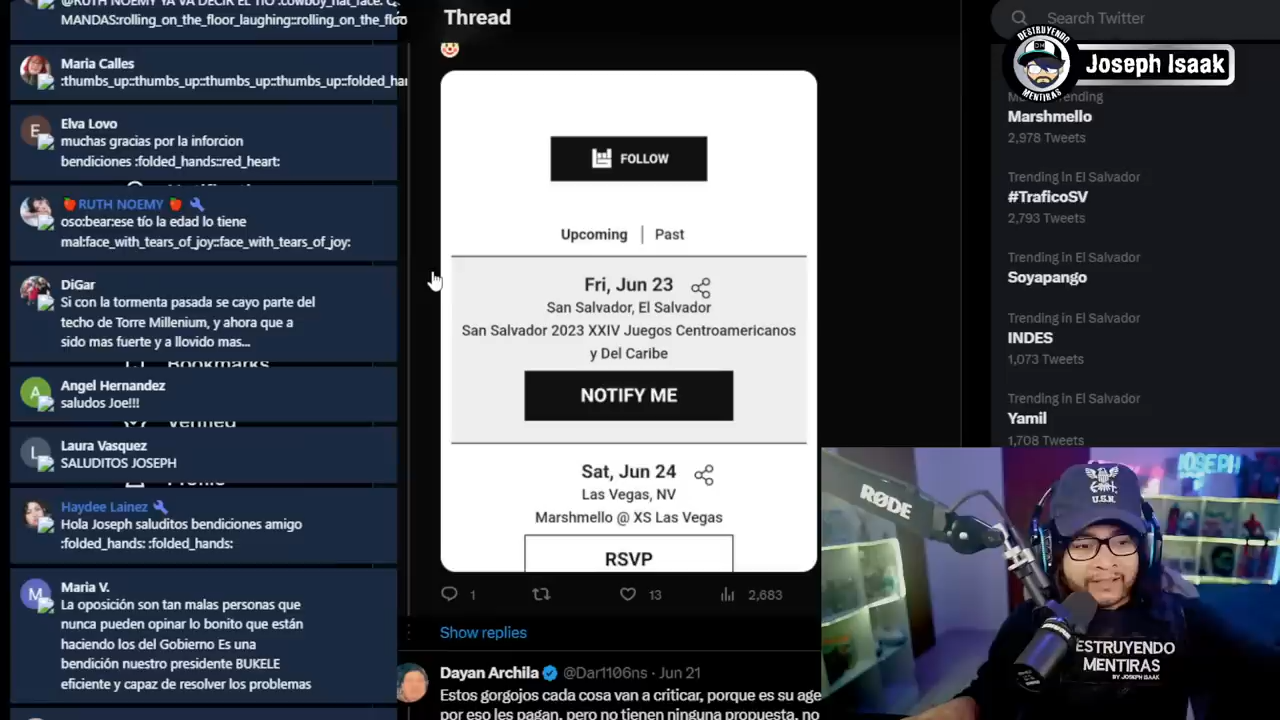 @RUTH NOEMY YA VA DECIR EL TIO :cowboy_hat_face:
MANDAS:rolling_on_the_floor_laughing::rolling_on_the_floo
Maria Calles
:thumbs_up::thumbs_up::thumbs_up::thumbs_up::folded_han
Elva Lovo
muchas gracias por la inforcion
bendiciones :folded_hands::red_heart:
🍎RUTH NOEMY 🍎
oso:bear:ese tío la edad lo tiene
mal:face_with_tears_of_joy::face_with_tears_of_joy:
DiGar
Si con la tormenta pasada se cayo parte del
techo de Torre Millenium, y ahora que a
sido mas fuerte y a llovido mas...
Bookmarks
Angel Hernandez
saludos Joe!!!
Verified
Laura Vasquez
SALUDITOS JOSEPH
Profile
Haydee Lainez
Hola Joseph saluditos bendiciones amigo
:folded_hands: :folded_hands:
Maria V.
La oposición son tan malas personas que
nunca pueden opinar lo bonito que están
haciendo los del Gobierno Es una
bendición nuestro presidente BUKELE
eficiente y capaz de resolver los problemas
Thread
🤡
FOLLOW
Upcoming | Past
Fri, Jun 23
San Salvador, El Salvador
San Salvador 2023 XXIV Juegos Centroamericanos
y Del Caribe
NOTIFY ME
Sat, Jun 24
Las Vegas, NV
Marshmello @ XS Las Vegas
RSVP
1 13 2,683
Show replies
Dayan Archila @Dar1106ns · Jun 21
Estos gorgojos cada cosa van a criticar, porque es su age
por eso les pagan, pero no tienen ninguna propuesta, no
Search Twitter
DESTRUYENDO
MENTIRAS
Joseph Isaak
Trending
Marshmello
2,978 Tweets
Trending in El Salvador
#TraficoSV
2,793 Tweets
Trending in El Salvador
Soyapango
Trending in El Salvador
INDES
1,073 Tweets
Trending in El Salvador
Yamil
1,708 Tweets
RØDE
JOSEPH
U.S.N.
ESTRUYENDO
MENTIRAS
BY JOSEPH ISAAK